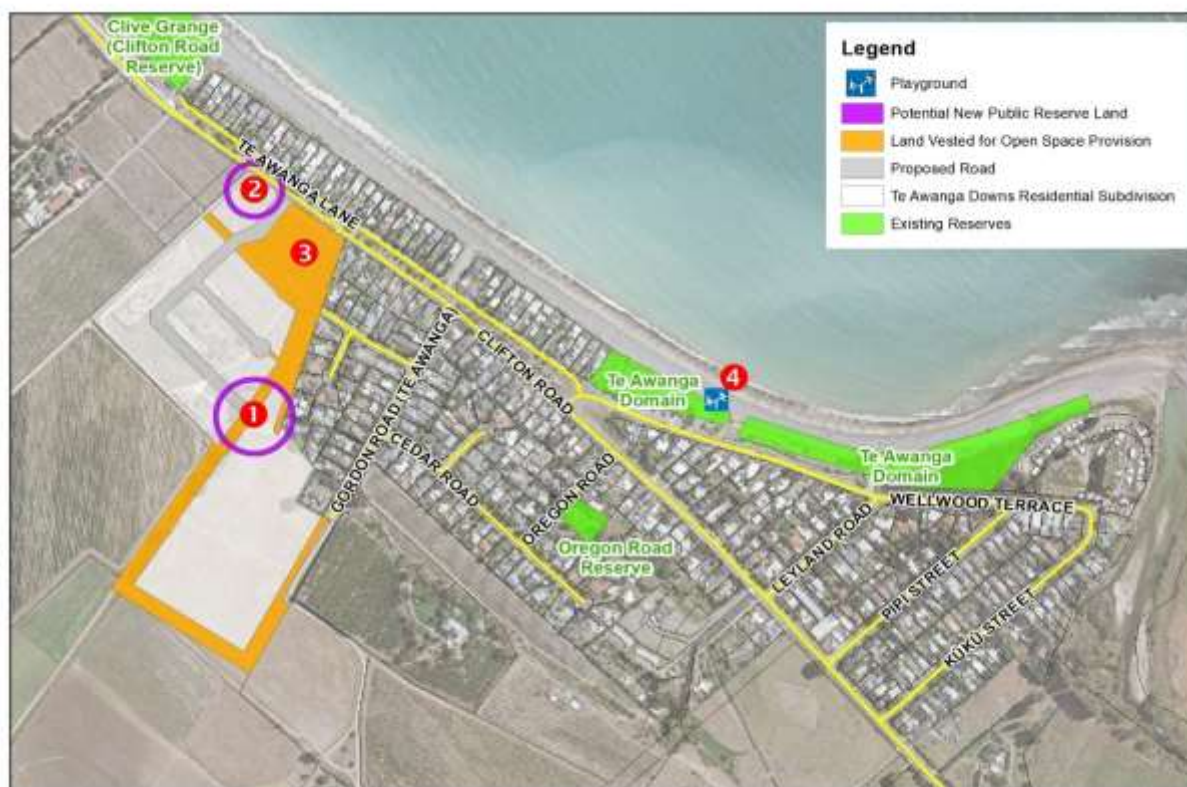 Clive Grange
(Clifton Road
Reserve)
Legend
Playground
Potential New Public Reserve Land
Land Vested for Open Space Provision
Proposed Road
Te Awanga Downs Residential Subdivision
Existing Reserves
TE AWANGA LANE
2
3
1
4
CLIFTON ROAD
GORDON ROAD (TE AWANGA)
CEDAR ROAD
OREGON ROAD
Te Awanga
Domain
Te Awanga
Domain
Oregon Road
Reserve
WELLWOOD TERRACE
LEYLAND ROAD
PIPI STREET
KUKŪ STREET